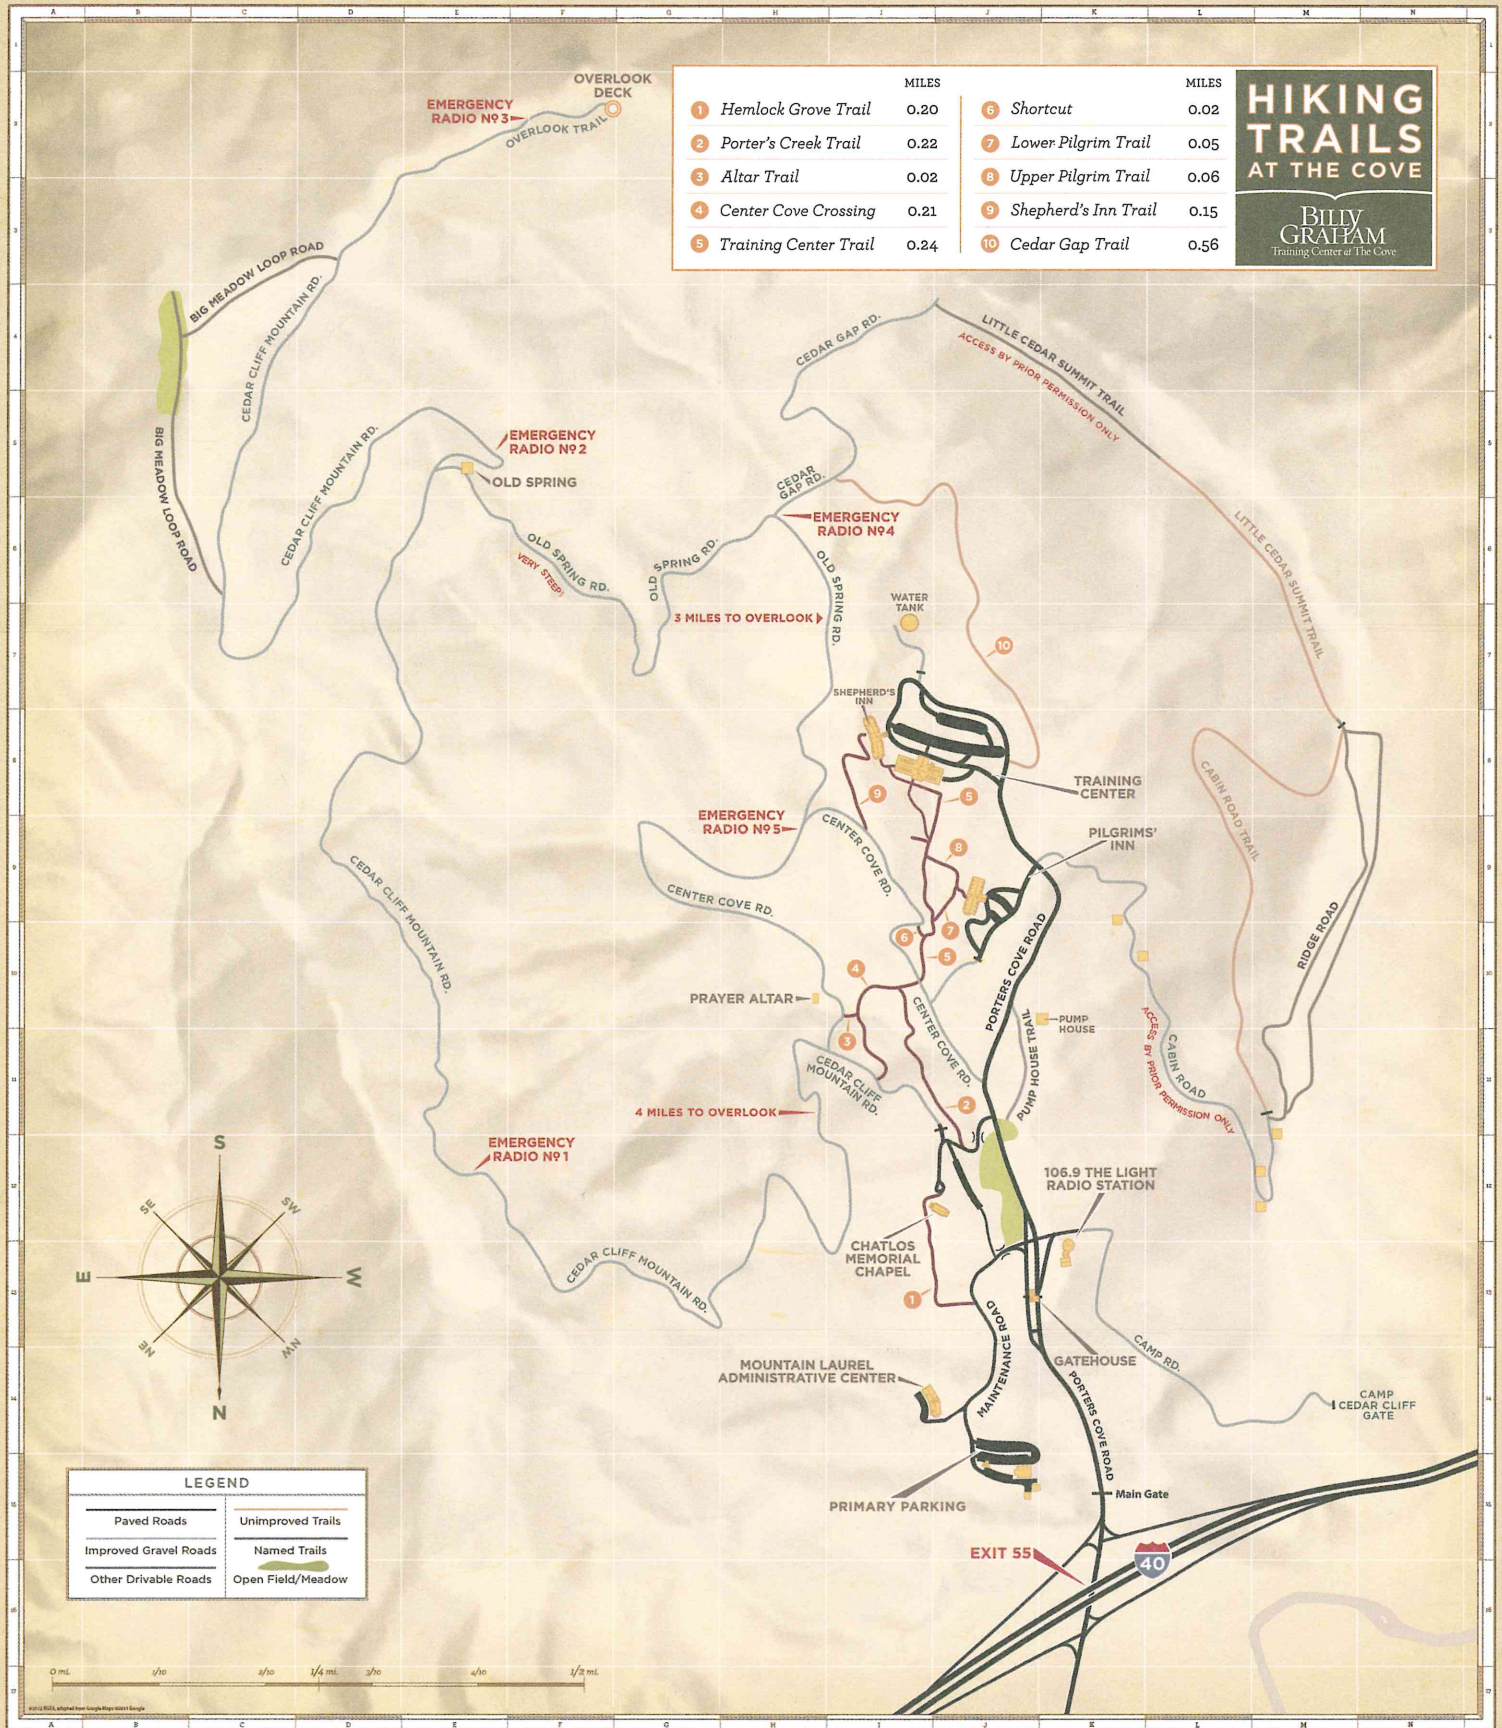 A B C D E F G H I J K L M N
OVERLOOK
DECK
EMERGENCY
RADIO Nº3
OVERLOOK TRAIL
MILES
1 Hemlock Grove Trail 0.20
2 Porter's Creek Trail 0.22
3 Altar Trail 0.02
4 Center Cove Crossing 0.21
5 Training Center Trail 0.24
MILES
6 Shortcut 0.02
7 Lower Pilgrim Trail 0.05
8 Upper Pilgrim Trail 0.06
9 Shepherd's Inn Trail 0.15
10 Cedar Gap Trail 0.56
HIKING
TRAILS
AT THE COVE
BILLY
GRAHAM
Training Center at The Cove
BIG MEADOW LOOP ROAD
CEDAR CLIFF MOUNTAIN RD.
CEDAR GAP RD.
LITTLE CEDAR SUMMIT TRAIL
ACCESS BY PRIOR PERMISSION ONLY
BIG MEADOW LOOP ROAD
CEDAR CLIFF MOUNTAIN RD.
EMERGENCY
RADIO Nº2
OLD SPRING
CEDAR
GAP RD.
EMERGENCY
RADIO Nº4
OLD SPRING RD.
VERY STEEP!
OLD SPRING RD.
OLD SPRING RD.
LITTLE CEDAR SUMMIT TRAIL
WATER
TANK
3 MILES TO OVERLOOK
10
SHEPHERD'S
INN
TRAINING
CENTER
CABIN ROAD TRAIL
9
5
EMERGENCY
RADIO Nº5
CENTER COVE RD.
PILGRIMS'
INN
8
CEDAR CLIFF MOUNTAIN RD.
CENTER COVE RD.
6
7
5
PORTERS COVE ROAD
RIDGE ROAD
4
PRAYER ALTAR
3
CENTER COVE RD.
PUMP
HOUSE
PUMP HOUSE TRAIL
CABIN ROAD
ACCESS BY PRIOR PERMISSION ONLY
CEDAR CLIFF
MOUNTAIN RD.
4 MILES TO OVERLOOK
2
EMERGENCY
RADIO Nº1
106.9 THE LIGHT
RADIO STATION
S
SE
SW
E
W
NE
NW
N
CHATLOS
MEMORIAL
CHAPEL
CEDAR CLIFF MOUNTAIN RD.
1
MAINTENANCE ROAD
GATEHOUSE
CAMP RD.
MOUNTAIN LAUREL
ADMINISTRATIVE CENTER
PORTERS COVE ROAD
CAMP
CEDAR CLIFF
GATE
PRIMARY PARKING
Main Gate
EXIT 55
40
LEGEND
Paved Roads
Unimproved Trails
Improved Gravel Roads
Named Trails
Other Drivable Roads
Open Field/Meadow
0 mi. 1/10 2/10 1/4 mi. 3/10 4/10 1/2 mi.
A B C D E F G H I J K L M N